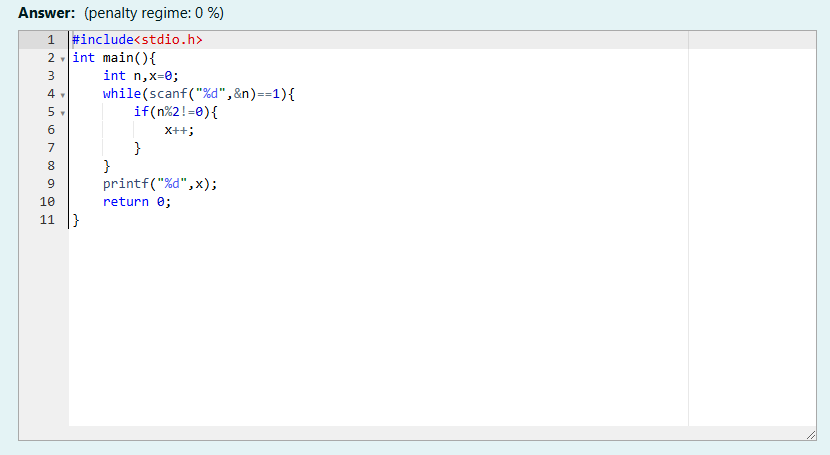 Answer: (penalty regime: 0 %)
1 #include<stdio.h>
2 int main(){
3     int n,x=0;
4     while(scanf("%d",&n)==1){
5         if(n%2!=0){
6             x++;
7         }
8     }
9     printf("%d",x);
10     return 0;
11 }